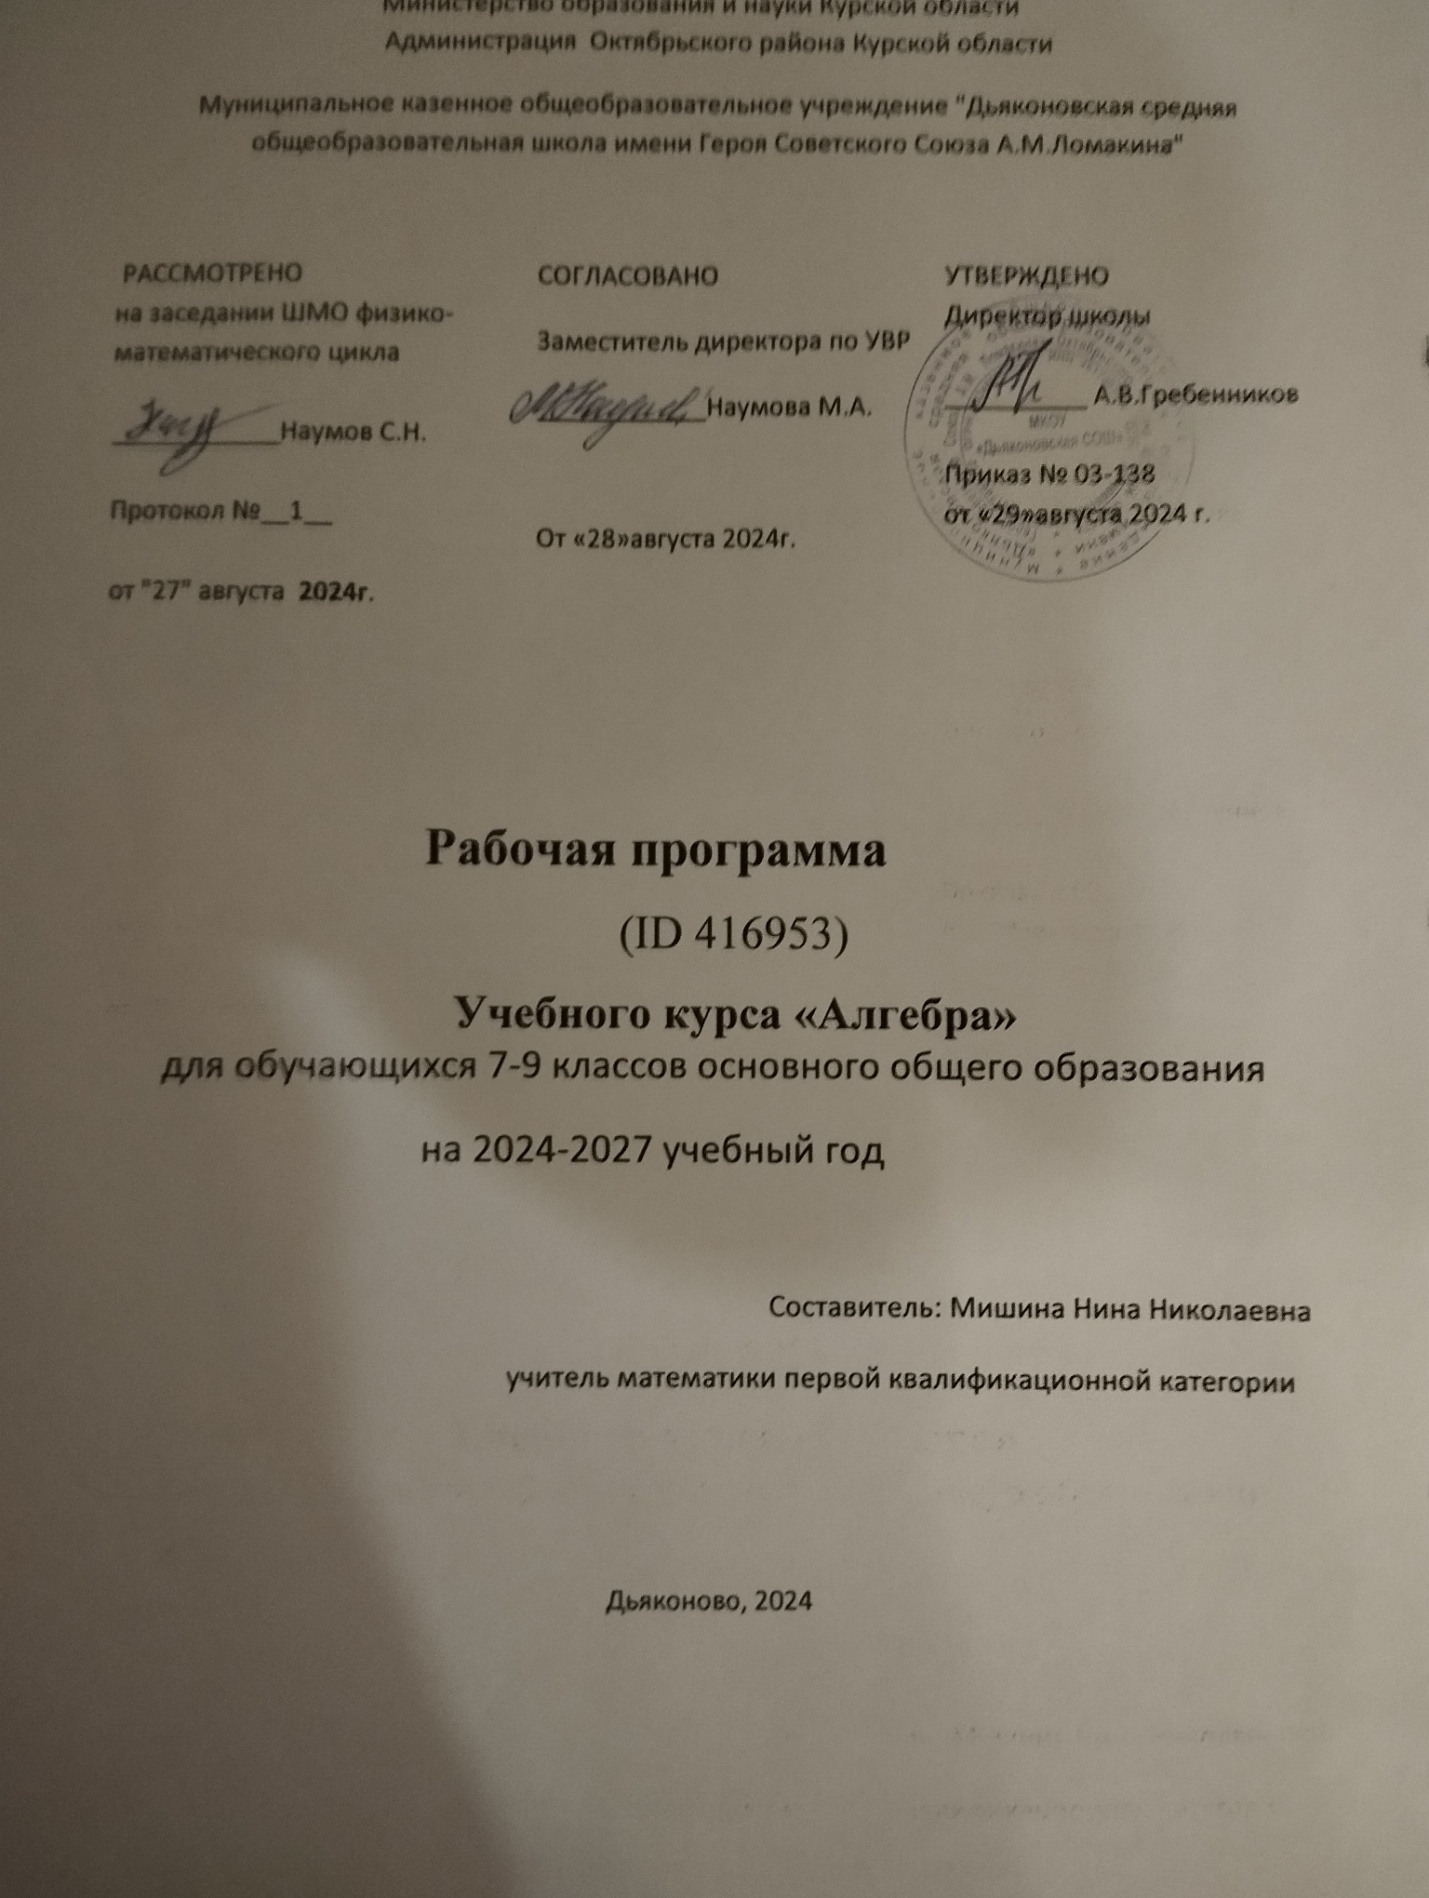 Министерство образования и науки Курской области
Администрация Октябрьского района Курской области
Муниципальное казенное общеобразовательное учреждение "Дьяконовская средняя
общеобразовательная школа имени Героя Советского Союза А.М.Ломакина"
РАССМОТРЕНО
на заседании ШМО физико-
математического цикла
Наумов С.Н.
Протокол №__1__
от "27" августа 2024г.
СОГЛАСОВАНО
Заместитель директора по УВР
Наумова М.А.
От «28»августа 2024г.
УТВЕРЖДЕНО
Директор школы
А.В.Гребенников
МКОУ
«Дьяконовская СОШ»
Приказ № 03-138
от «29»августа 2024 г.
Рабочая программа
(ID 416953)
Учебного курса «Алгебра»
для обучающихся 7-9 классов основного общего образования
на 2024-2027 учебный год
Составитель: Мишина Нина Николаевна
учитель математики первой квалификационной категории
Дьяконово, 2024